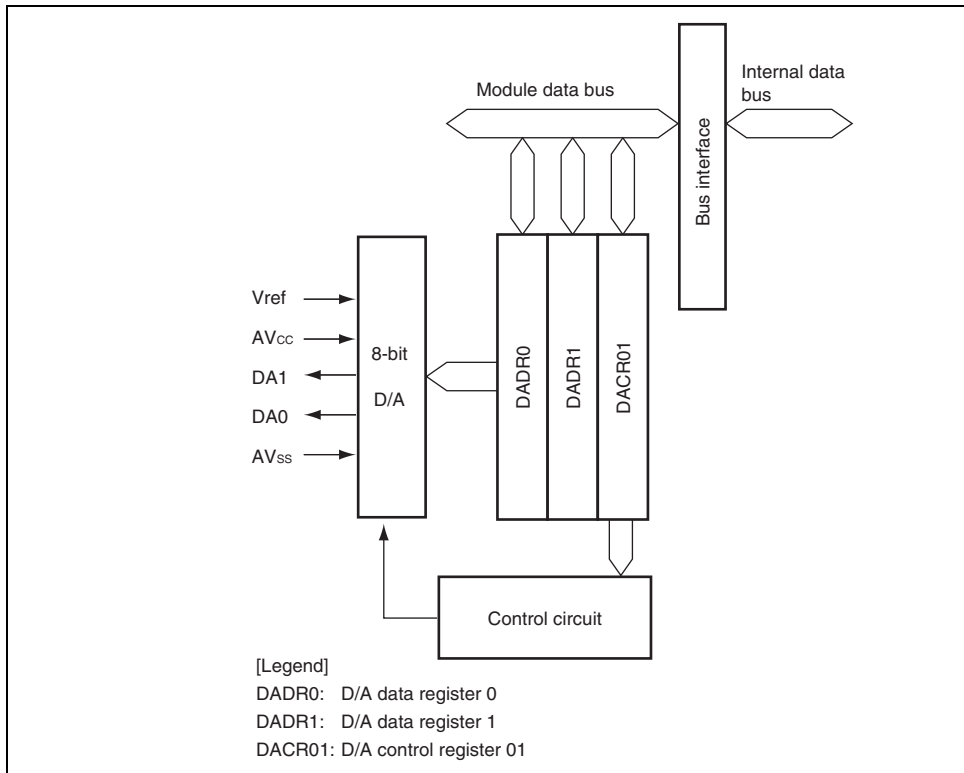 Module data bus
Internal data
bus
Bus interface
Vref
AVCC
DA1
DA0
AVSS
8-bit
D/A
DADR0
DADR1
DACR01
Control circuit
[Legend]
DADR0: D/A data register 0
DADR1: D/A data register 1
DACR01: D/A control register 01